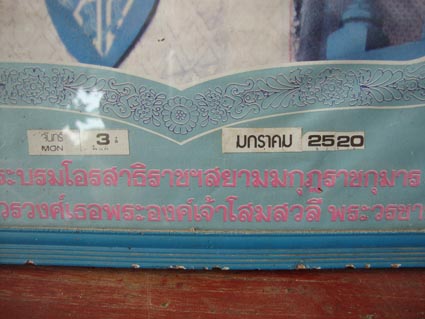 จันทร์ 3 มกราคม 2520
MON
ระบรมโอรสาธิราชฯสยามมกุฎราชกุมาร
วรวงศ์เธอพระองค์เจ้าโสมสวลี พระวรชา